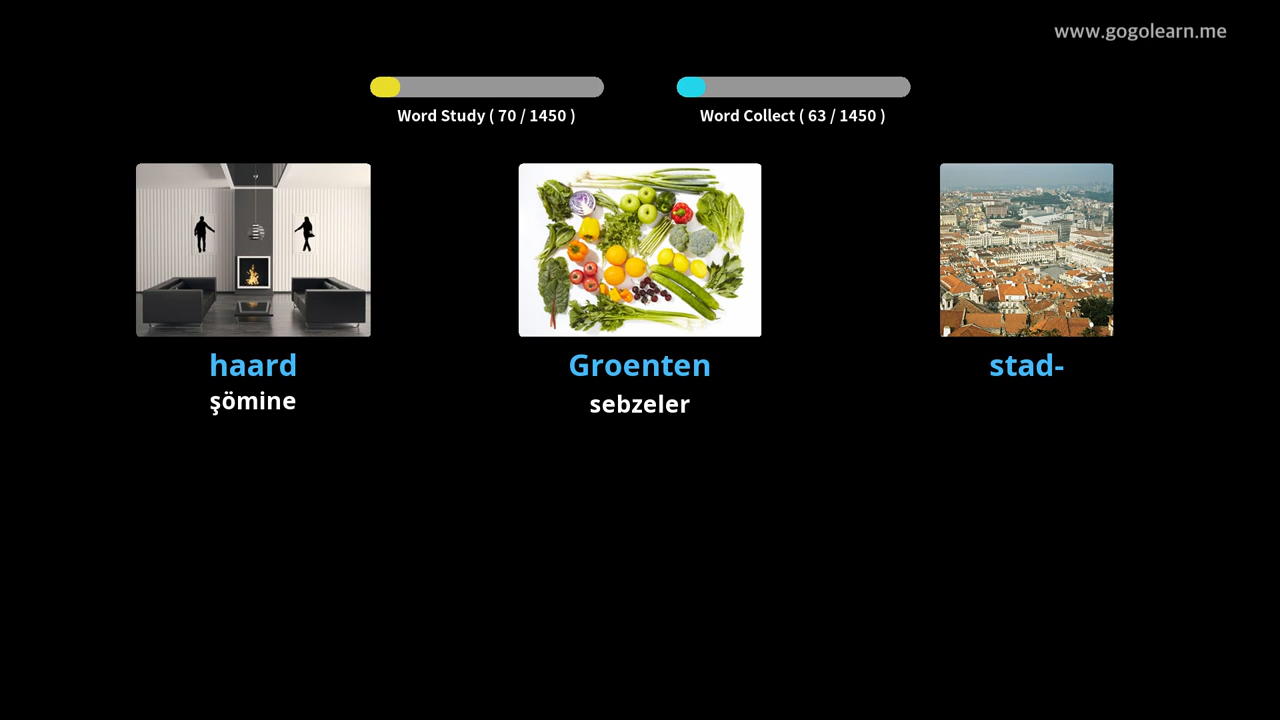 www.gogolearn.me
Word Study ( 70 / 1450 )
Word Collect ( 63 / 1450 )
haard
şömine
Groenten
sebzeler
stad-